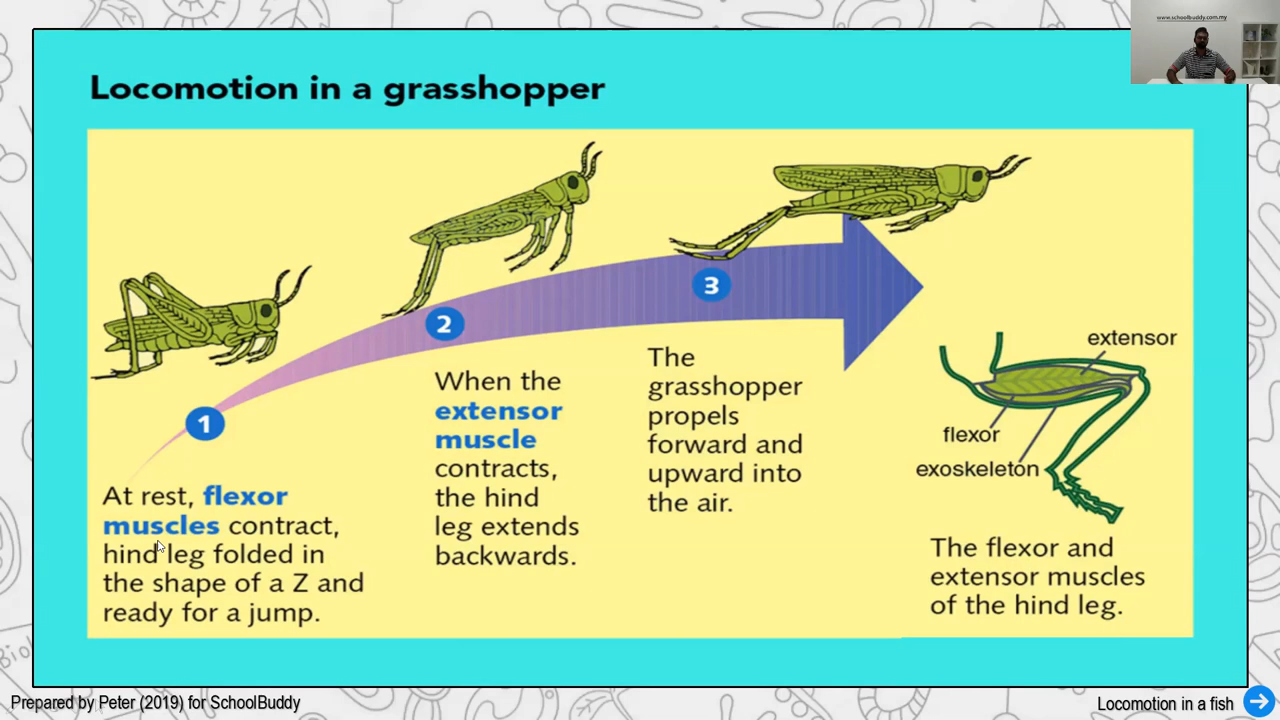 www.schoolbuddy.com.my
Locomotion in a grasshopper
1
At rest, flexor
muscles contract,
hind leg folded in
the shape of a Z and
ready for a jump.
2
When the
extensor
muscle
contracts,
the hind
leg extends
backwards.
3
The
grasshopper
propels
forward and
upward into
the air.
extensor
flexor
exoskeleton
The flexor and
extensor muscles
of the hind leg.
Prepared by Peter (2019) for SchoolBuddy
Locomotion in a fish